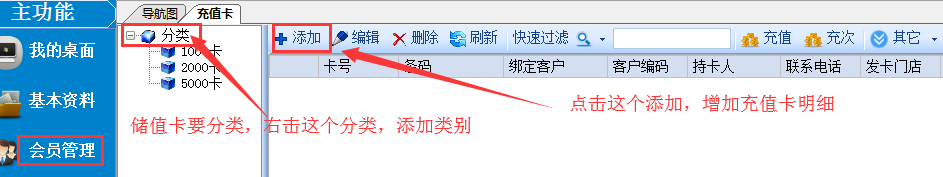 主功能
导航图 充值卡
我的桌面
基本资料
会员管理
分类
1000卡
2000卡
5000卡
添加 编辑 删除 刷新 快速过滤 充值 充次 其它
卡号 条码 绑定客户 客户编码 持卡人 联系电话 发卡门店
储值卡要分类，右击这个分类，添加类别
点击这个添加，增加充值卡明细